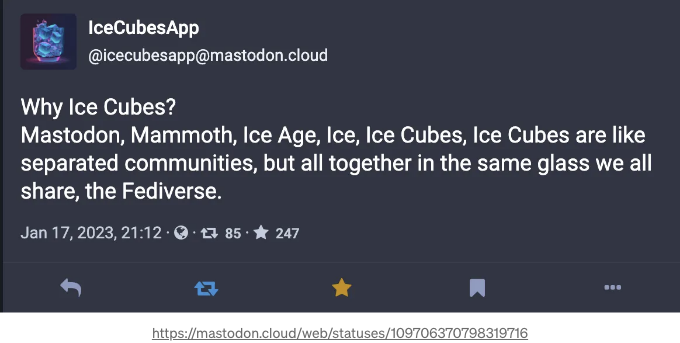 IceCubesApp
@icecubesapp@mastodon.cloud
Why Ice Cubes?
Mastodon, Mammoth, Ice Age, Ice, Ice Cubes, Ice Cubes are like
separated communities, but all together in the same glass we all
share, the Fediverse.
Jan 17, 2023, 21:12 · · 85 · 247
https://mastodon.cloud/web/statuses/109706370798319716